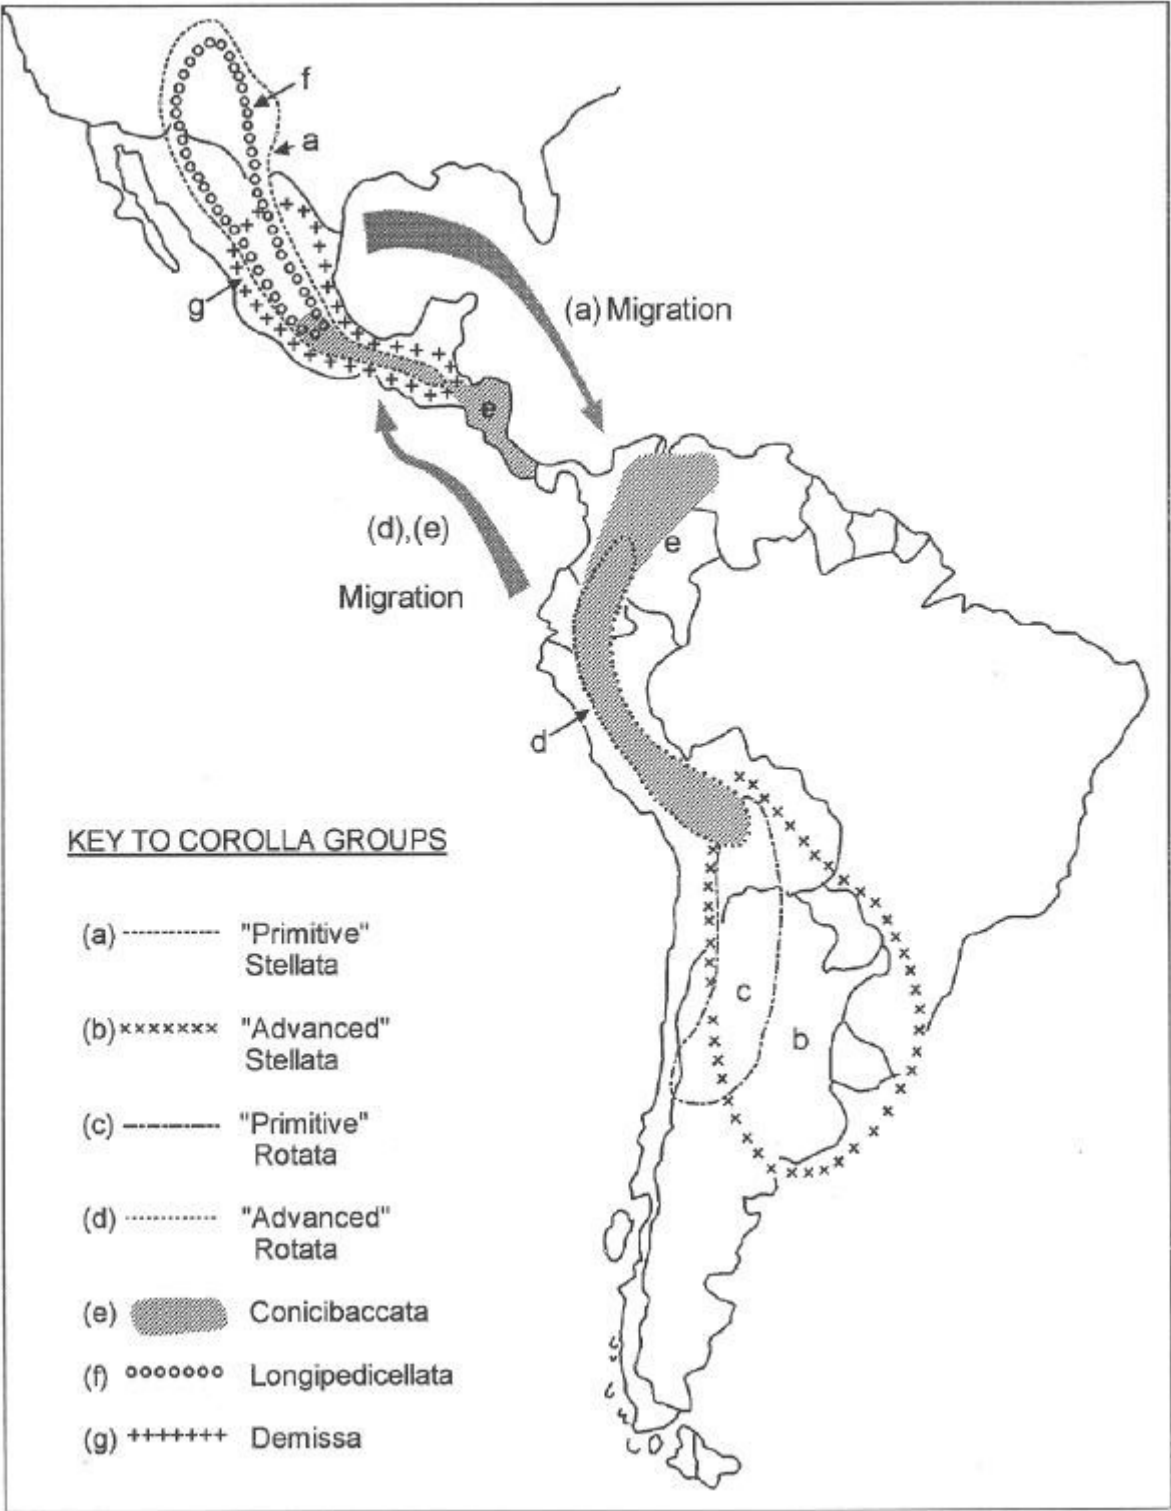 f
a
g
(a) Migration
e
(d),(e)
Migration
e
d
c
b
KEY TO COROLLA GROUPS
(a) "Primitive"
Stellata
(b) "Advanced"
Stellata
(c) "Primitive"
Rotata
(d) "Advanced"
Rotata
(e) Conicibaccata
(f) Longipedicellata
(g) Demissa